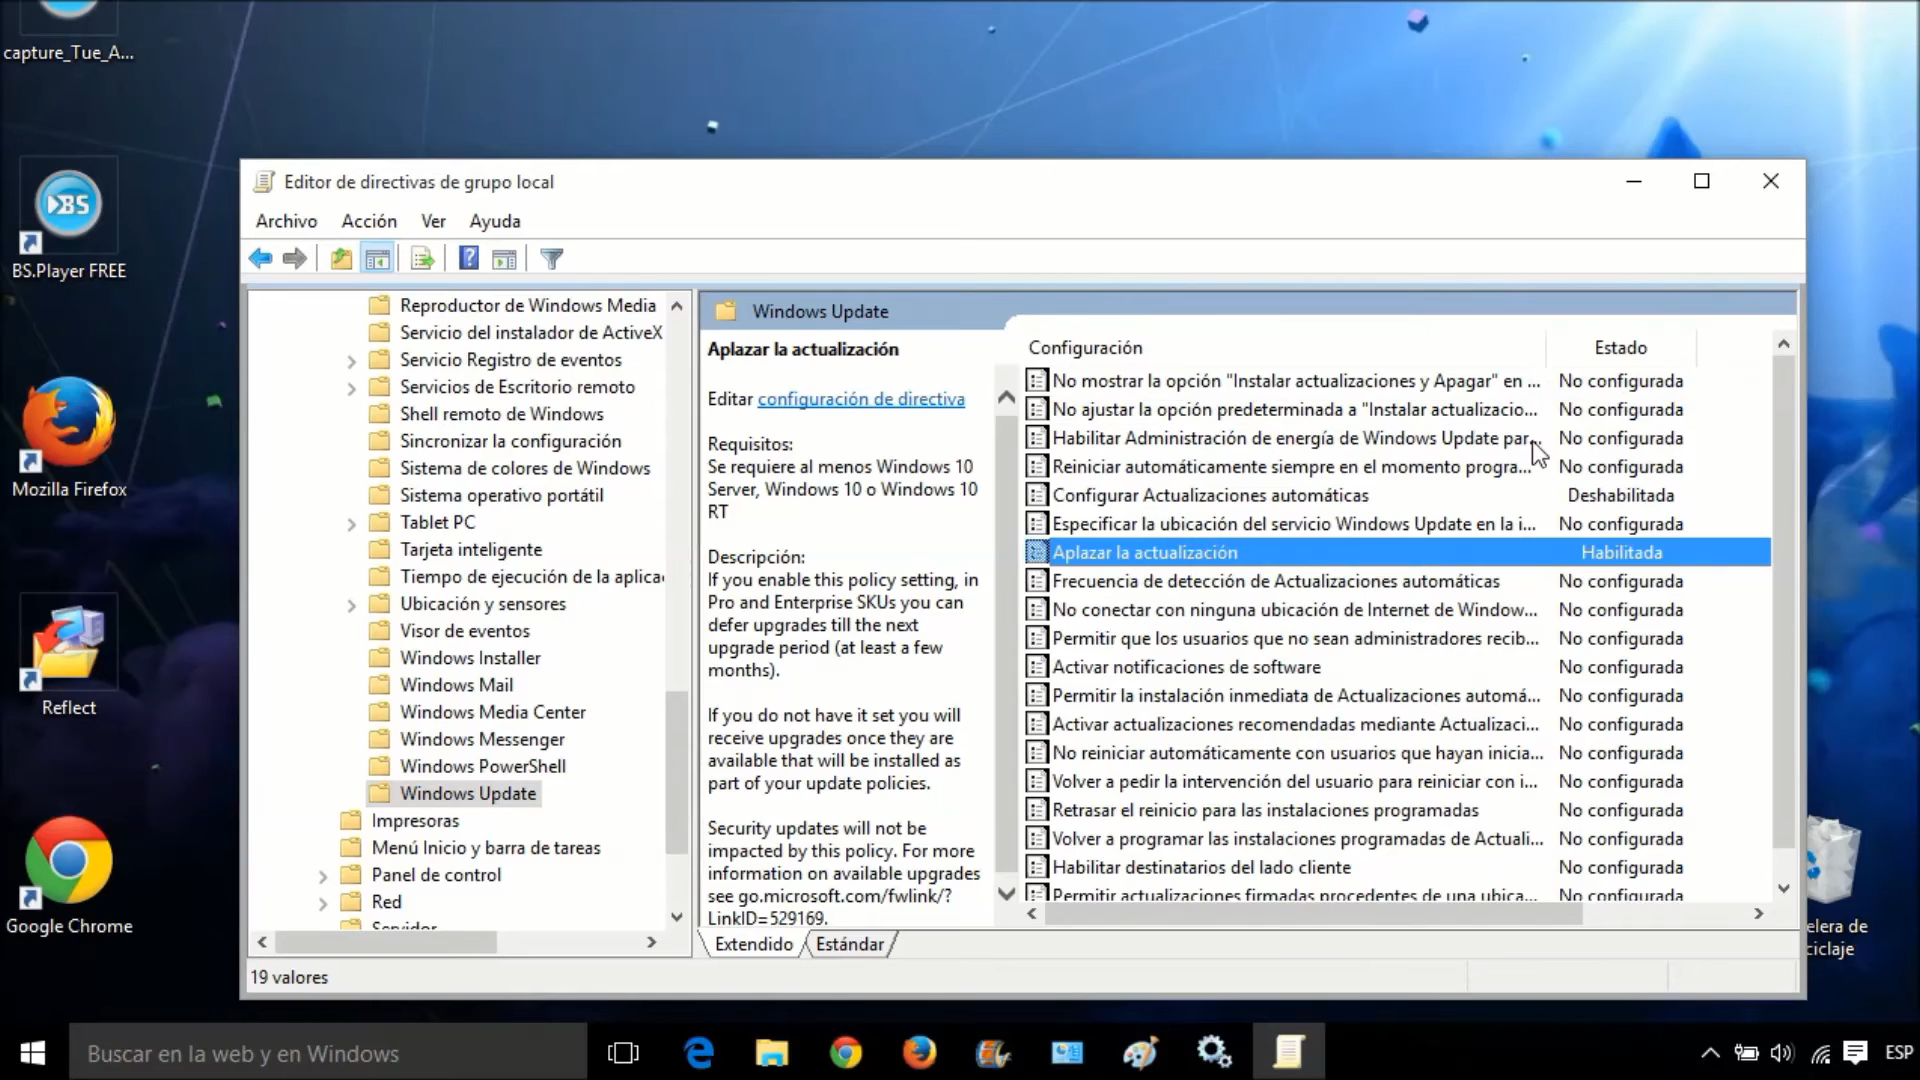 capture_Tue_A...
BS.Player FREE
Mozilla Firefox
Reflect
Google Chrome
Editor de directivas de grupo local
Archivo Acción Ver Ayuda
Reproductor de Windows Media
Servicio del instalador de ActiveX
Servicio Registro de eventos
Servicios de Escritorio remoto
Shell remoto de Windows
Sincronizar la configuración
Sistema de colores de Windows
Sistema operativo portátil
Tablet PC
Tarjeta inteligente
Tiempo de ejecución de la aplica
Ubicación y sensores
Visor de eventos
Windows Installer
Windows Mail
Windows Media Center
Windows Messenger
Windows PowerShell
Windows Update
Impresoras
Menú Inicio y barra de tareas
Panel de control
Red
Servidor
Windows Update
Aplazar la actualización
Editar configuración de directiva
Requisitos:
Se requiere al menos Windows 10
Server, Windows 10 o Windows 10
RT
Descripción:
If you enable this policy setting, in
Pro and Enterprise SKUs you can
defer upgrades till the next
upgrade period (at least a few
months).
If you do not have it set you will
receive upgrades once they are
available that will be installed as
part of your update policies.
Security updates will not be
impacted by this policy. For more
information on available upgrades
see go.microsoft.com/fwlink/?
LinkID=529169.
Configuración Estado
No mostrar la opción "Instalar actualizaciones y Apagar" en ... No configurada
No ajustar la opción predeterminada a "Instalar actualizacio... No configurada
Habilitar Administración de energía de Windows Update par... No configurada
Reiniciar automáticamente siempre en el momento progra... No configurada
Configurar Actualizaciones automáticas Deshabilitada
Especificar la ubicación del servicio Windows Update en la i... No configurada
Aplazar la actualización Habilitada
Frecuencia de detección de Actualizaciones automáticas No configurada
No conectar con ninguna ubicación de Internet de Window... No configurada
Permitir que los usuarios que no sean administradores recib... No configurada
Activar notificaciones de software No configurada
Permitir la instalación inmediata de Actualizaciones automá... No configurada
Activar actualizaciones recomendadas mediante Actualizaci... No configurada
No reiniciar automáticamente con usuarios que hayan inicia... No configurada
Volver a pedir la intervención del usuario para reiniciar con i... No configurada
Retrasar el reinicio para las instalaciones programadas No configurada
Volver a programar las instalaciones programadas de Actuali... No configurada
Habilitar destinatarios del lado cliente No configurada
Permitir actualizaciones firmadas procedentes de una ubica... No configurada
Extendido Estándar
19 valores
elera de
ciclaje
Buscar en la web y en Windows
ESP